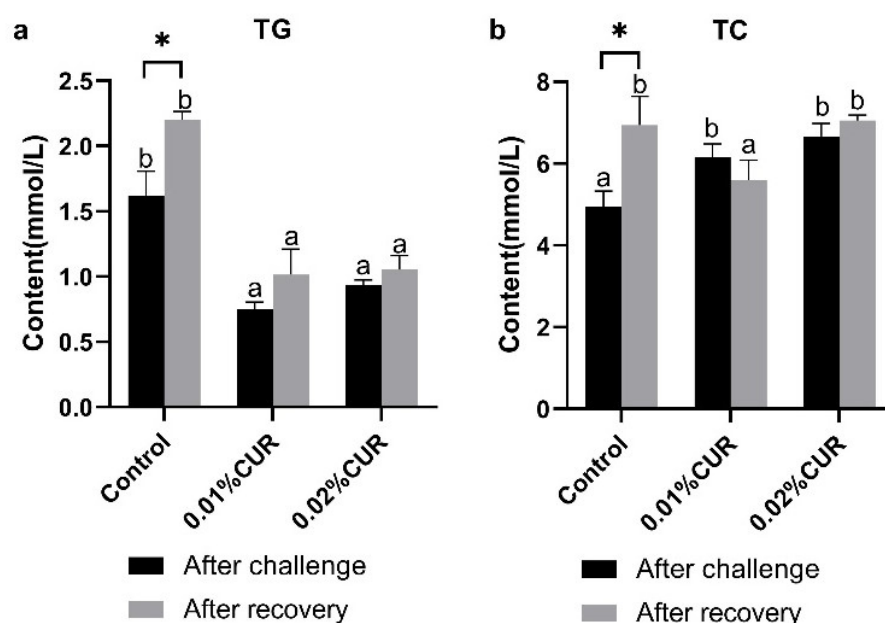 a
TG
*
2.5
2.0
1.5
1.0
0.5
0.0
Content(mmol/L)
b
b
a
a
a
a
Control
0.01%CUR
0.02%CUR
After challenge
After recovery
b
TC
*
8
6
4
2
0
Content(mmol/L)
a
b
b
a
b
b
Control
0.01%CUR
0.02%CUR
After challenge
After recovery